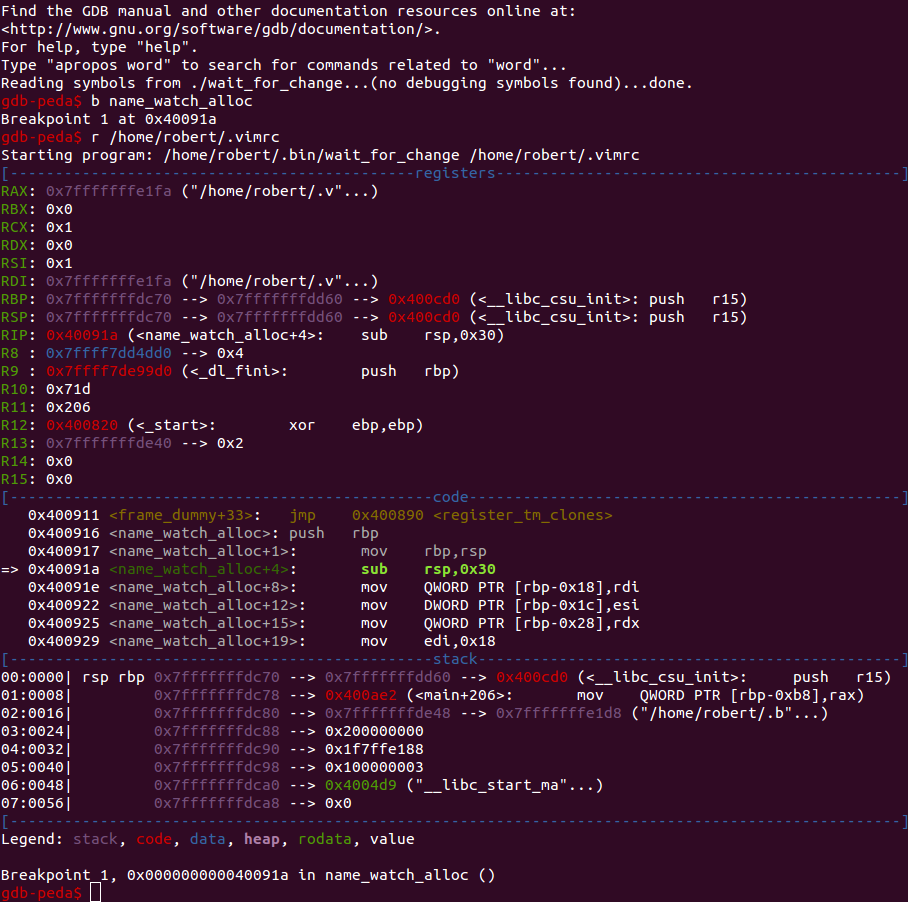 Find the GDB manual and other documentation resources online at:
<http://www.gnu.org/software/gdb/documentation/>.
For help, type "help".
Type "apropos word" to search for commands related to "word"...
Reading symbols from ./wait_for_change...(no debugging symbols found)...done.
gdb-peda$ b name_watch_alloc
Breakpoint 1 at 0x40091a
gdb-peda$ r /home/robert/.vimrc
Starting program: /home/robert/.bin/wait_for_change /home/robert/.vimrc
[---------------------------------------------registers---------------------------------------------]
RAX: 0x7fffffffe1fa ("/home/robert/.v"...)
RBX: 0x0
RCX: 0x1
RDX: 0x0
RSI: 0x1
RDI: 0x7fffffffe1fa ("/home/robert/.v"...)
RBP: 0x7fffffffdc70 --> 0x7fffffffdd60 --> 0x400cd0 (<__libc_csu_init>: push   r15)
RSP: 0x7fffffffdc70 --> 0x7fffffffdd60 --> 0x400cd0 (<__libc_csu_init>: push   r15)
RIP: 0x40091a (<name_watch_alloc+4>:    sub    rsp,0x30)
R8 : 0x7ffff7dd4dd0 --> 0x4
R9 : 0x7ffff7de99d0 (<_dl_fini>:        push   rbp)
R10: 0x71d
R11: 0x206
R12: 0x400820 (<_start>:        xor    ebp,ebp)
R13: 0x7fffffffde40 --> 0x2
R14: 0x0
R15: 0x0
[-----------------------------------------------code------------------------------------------------]
   0x400911 <frame_dummy+33>:   jmp    0x400890 <register_tm_clones>
   0x400916 <name_watch_alloc>: push   rbp
   0x400917 <name_watch_alloc+1>:       mov    rbp,rsp
=> 0x40091a <name_watch_alloc+4>:       sub    rsp,0x30
   0x40091e <name_watch_alloc+8>:       mov    QWORD PTR [rbp-0x18],rdi
   0x400922 <name_watch_alloc+12>:      mov    DWORD PTR [rbp-0x1c],esi
   0x400925 <name_watch_alloc+15>:      mov    QWORD PTR [rbp-0x28],rdx
   0x400929 <name_watch_alloc+19>:      mov    edi,0x18
[-----------------------------------------------stack-----------------------------------------------]
00:0000| rsp rbp 0x7fffffffdc70 --> 0x7fffffffdd60 --> 0x400cd0 (<__libc_csu_init>:     push   r15)
01:0008|         0x7fffffffdc78 --> 0x400ae2 (<main+206>:       mov    QWORD PTR [rbp-0xb8],rax)
02:0016|         0x7fffffffdc80 --> 0x7fffffffde48 --> 0x7fffffffe1d8 ("/home/robert/.b"...)
03:0024|         0x7fffffffdc88 --> 0x200000000
04:0032|         0x7fffffffdc90 --> 0x1f7ffe188
05:0040|         0x7fffffffdc98 --> 0x100000003
06:0048|         0x7fffffffdca0 --> 0x4004d9 ("__libc_start_ma"...)
07:0056|         0x7fffffffdca8 --> 0x0
[---------------------------------------------------------------------------------------------------]
Legend: stack, code, data, heap, rodata, value

Breakpoint 1, 0x000000000040091a in name_watch_alloc ()
gdb-peda$